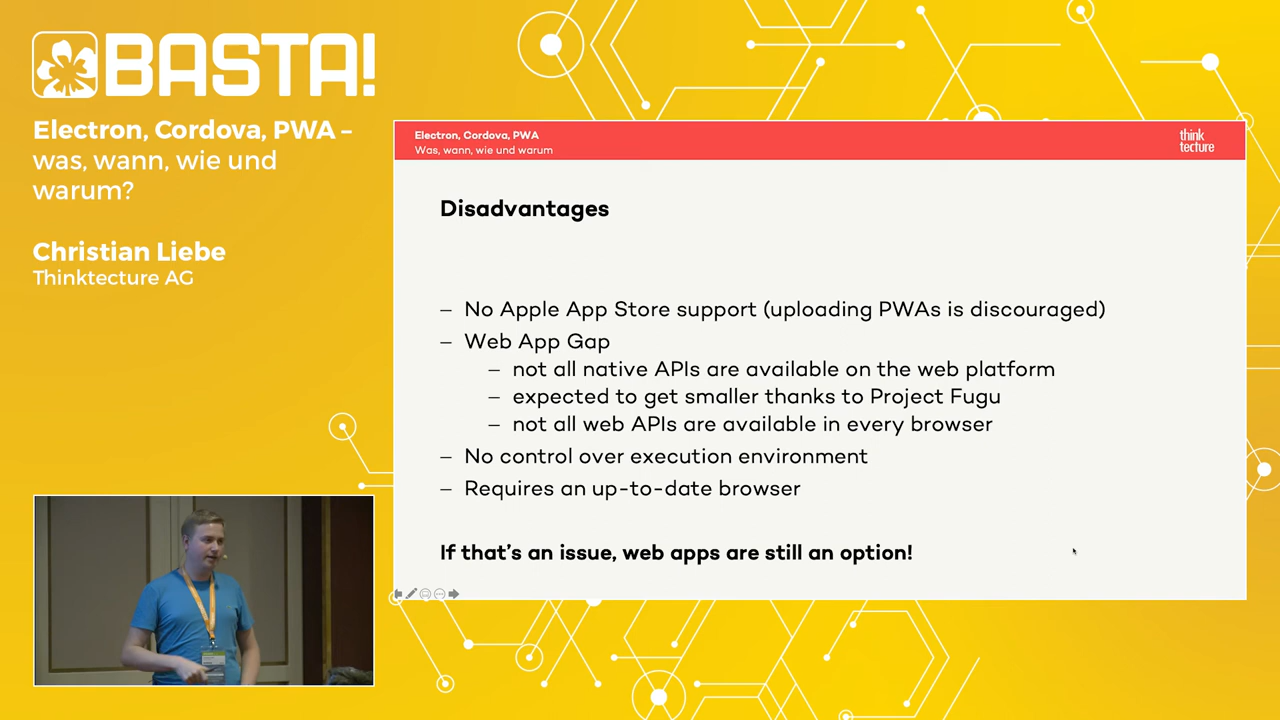 BASTA!
Electron, Cordova, PWA –
was, wann, wie und
warum?
Christian Liebe
Thinktecture AG
Electron, Cordova, PWA
Was, wann, wie und warum
think
tecture
Disadvantages
– No Apple App Store support (uploading PWAs is discouraged)
– Web App Gap
– not all native APIs are available on the web platform
– expected to get smaller thanks to Project Fugu
– not all web APIs are available in every browser
– No control over execution environment
– Requires an up-to-date browser
If that's an issue, web apps are still an option!